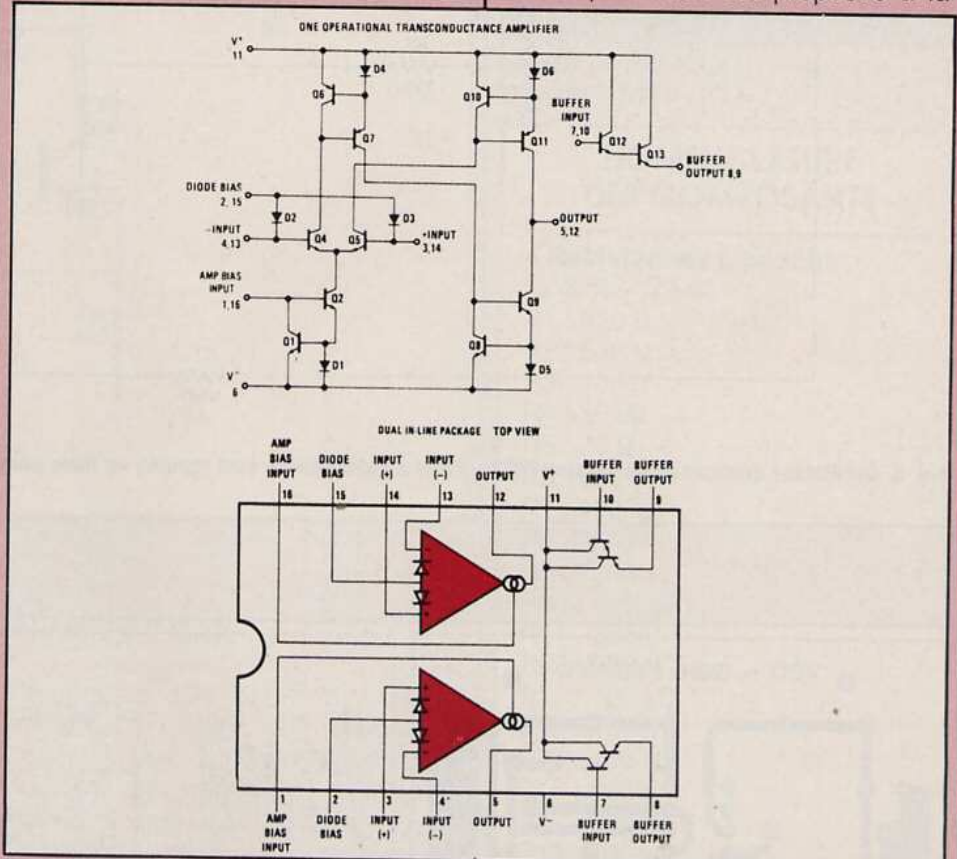 ONE OPERATIONAL TRANSCONDUCTANCE AMPLIFIER
V+
11
D4
D6
Q6
Q10
BUFFER
INPUT
7,10
Q7
Q11
Q12
Q13
BUFFER
OUTPUT 8,9
DIODE BIAS
2, 15
D2
D3
OUTPUT
5,12
-INPUT
4,13
Q4
Q5
+INPUT
3,14
AMP BIAS
INPUT
1,16
Q2
Q9
Q1
D1
Q8
D5
V-
6
DUAL IN-LINE PACKAGE TOP VIEW
AMP
BIAS
INPUT
16
DIODE
BIAS
15
INPUT
(+)
14
INPUT
(-)
13
OUTPUT
12
V+
11
BUFFER
INPUT
10
BUFFER
OUTPUT
9
-
+
+
-
1
AMP
BIAS
INPUT
2
DIODE
BIAS
3
INPUT
(+)
4
INPUT
(-)
5
OUTPUT
6
V-
7
BUFFER
INPUT
8
BUFFER
OUTPUT